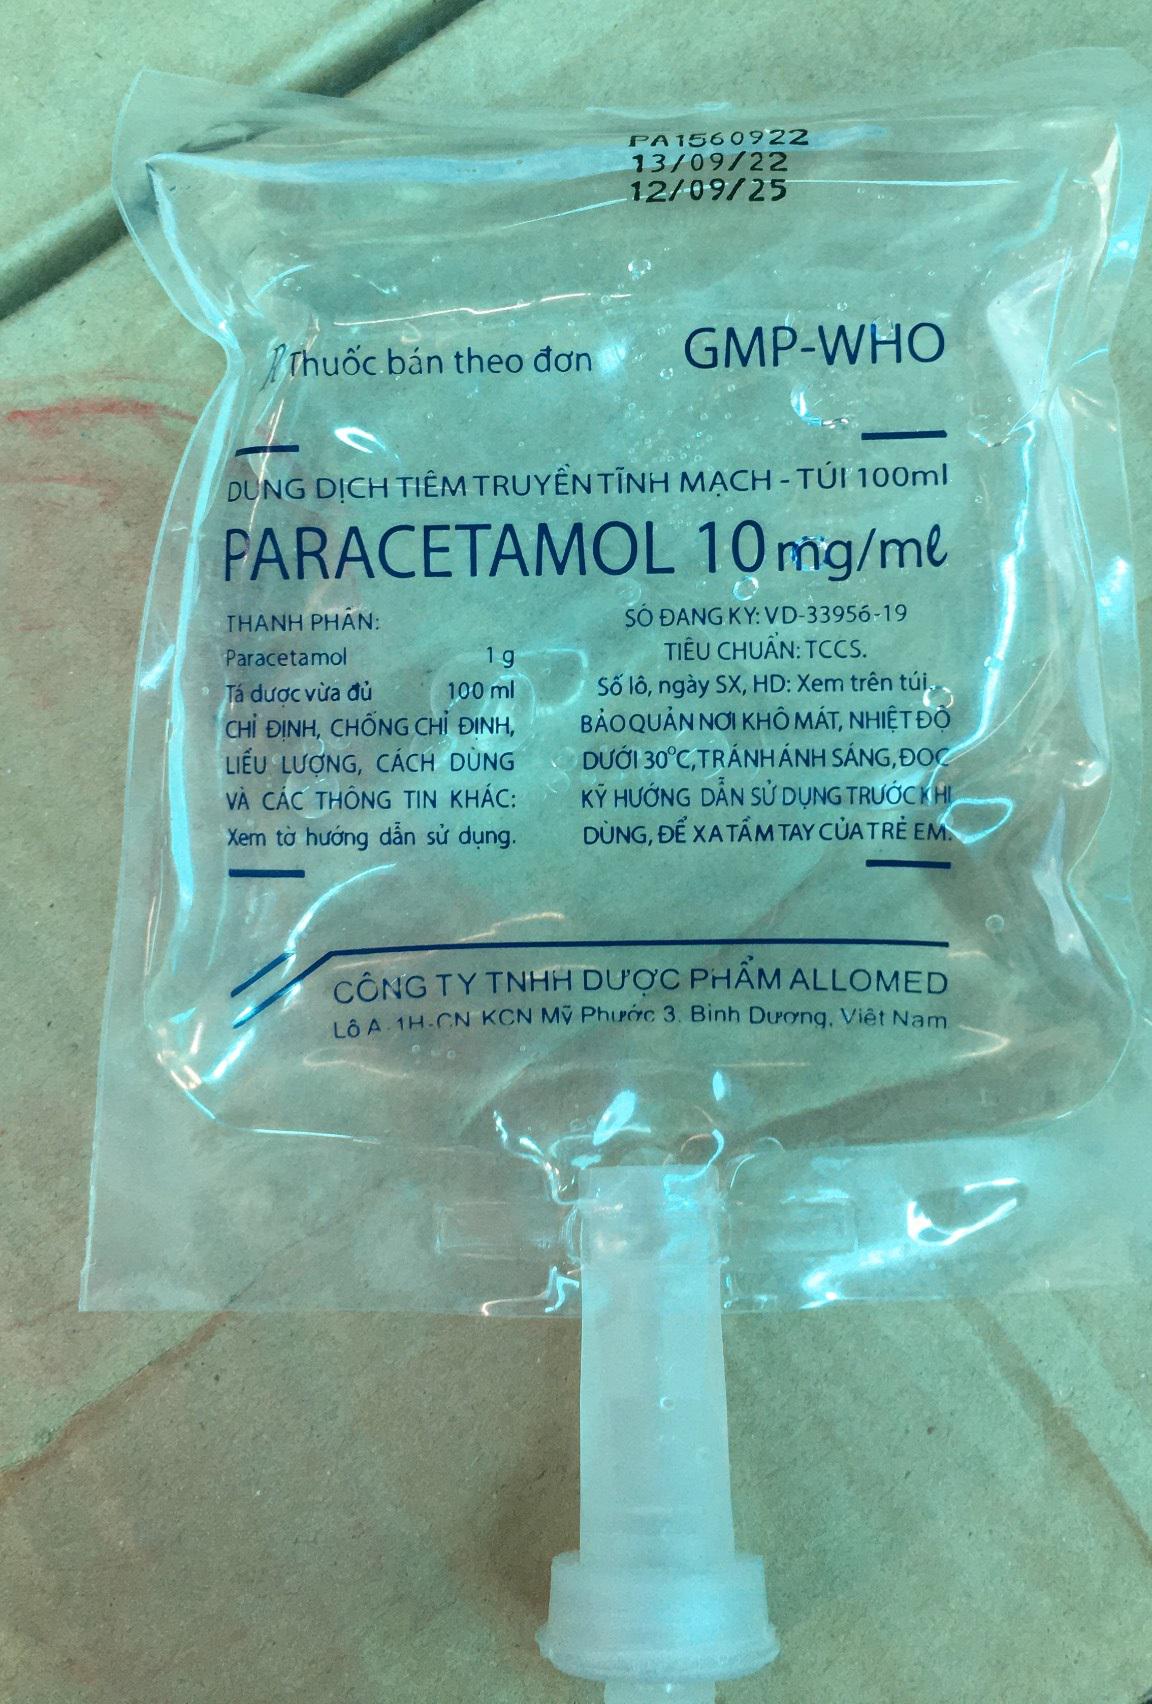 PA1560922
13/09/22
12/09/25
Thuốc bán theo đơn
GMP-WHO
DUNG DỊCH TIÊM TRUYỀN TĨNH MẠCH - TÚI 100ml
PARACETAMOL 10 mg/ml
THÀNH PHẦN:
Paracetamol 1 g
Tá dược vừa đủ 100 ml
CHỈ ĐỊNH, CHỐNG CHỈ ĐỊNH,
LIỀU LƯỢNG, CÁCH DÙNG
VÀ CÁC THÔNG TIN KHÁC:
Xem tờ hướng dẫn sử dụng.
SỐ ĐĂNG KÝ: VD-33956-19
TIÊU CHUẨN: TCCS.
Số lô, ngày SX, HD: Xem trên túi.
BẢO QUẢN NƠI KHÔ MÁT, NHIỆT ĐỘ
DƯỚI 30°C, TRÁNH ÁNH SÁNG, ĐỌC
KỸ HƯỚNG DẪN SỬ DỤNG TRƯỚC KHI
DÙNG, ĐỂ XA TẦM TAY CỦA TRẺ EM.
CÔNG TY TNHH DƯỢC PHẨM ALLOMED
Lô A-1H-CN KCN Mỹ Phước 3, Bình Dương, Việt Nam